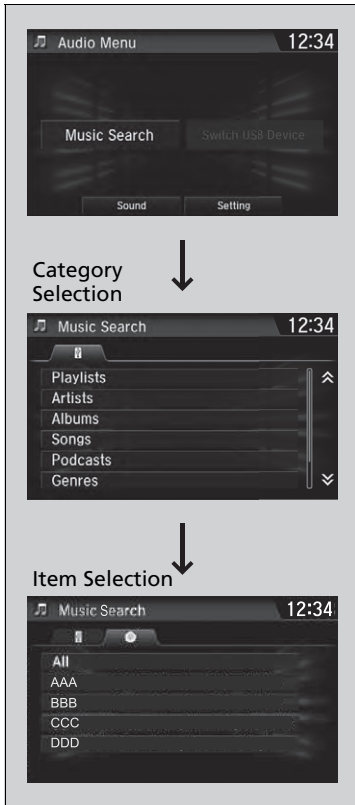 Audio Menu 12:34
Music Search Switch USB Device
Sound Setting
Category
Selection
Music Search 12:34
Playlists
Artists
Albums
Songs
Podcasts
Genres
Item Selection
Music Search 12:34
All
AAA
BBB
CCC
DDD